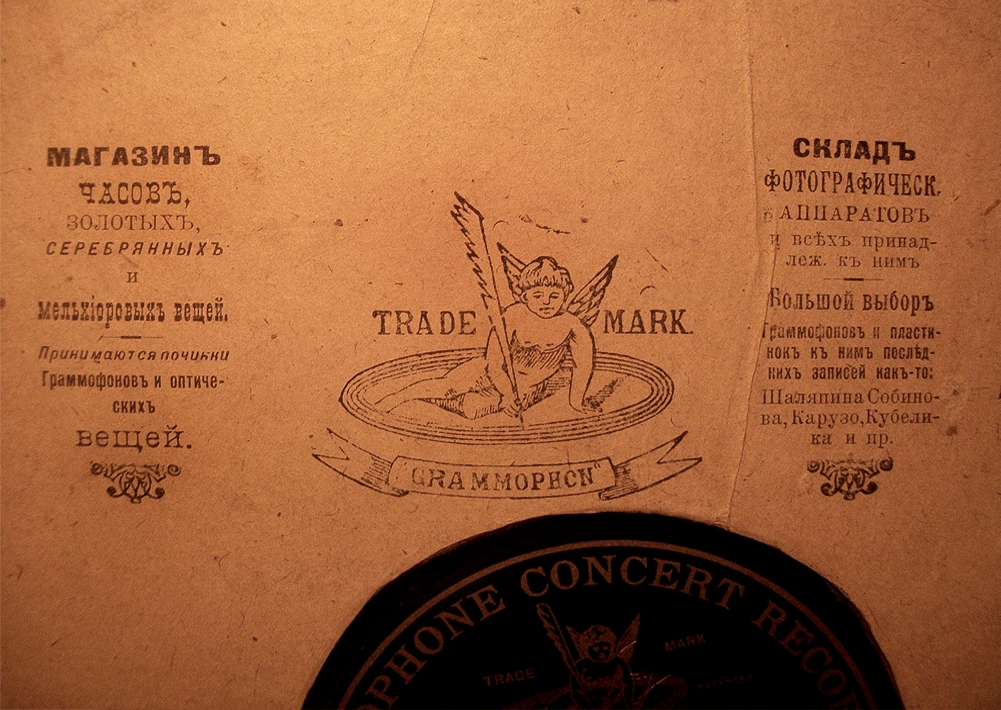 МАГАЗИНЪ
ЧАСОВЪ,
ЗОЛОТЫХЪ,
СЕРЕБРЯННЫХЪ
и
мельхіоровыхъ вещей.
Принимаются починки
Граммофоновъ и оптиче-
скихъ
вещей.
TRADE MARK.
"GRAMMOPHON"
СКЛАДЪ
ФОТОГРАФИЧЕСК.
АППАРАТОВЪ
и всѣхъ принад-
леж. къ нимъ
Большой выборъ
Граммофоновъ и пласти-
нокъ къ нимъ послѣд-
нихъ записей какъ-то:
Шаляпина Собино-
ва, Карузо, Кубели-
ка и пр.
OPHONE CONCERT RECO
TRADE MARK